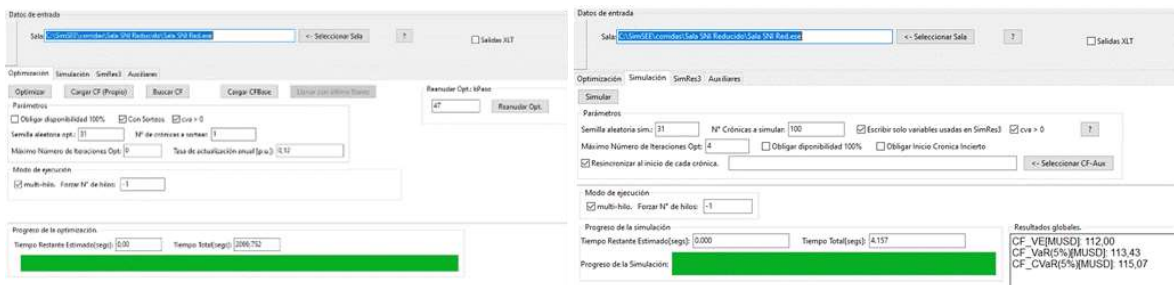 Datos de entrada
Sala: C:\SimSEE\corridas\Sala SNI Reducido\Sala SNI Red.ese
<- Seleccionar Sala
?
Salidas XLT
Optimización Simulación SimRes3 Auxiliares
Optimizar Cargar CF (Propio) Buscar CF Cargar CFBase
Reanudar Opt.: kPaso
47 Reanudar Opt.
Parámetros
Obligar disponibilidad 100% Con Sorteos cvа > 0
Semilla aleatoria opt.: 31 N° de crónicas a sortear:
Máximo Número de Iteraciones Opt: Tasa de actualización anual [p.u.]: 0,12
Modo de ejecución
multi-hilo. Forzar N° de hilos: -1
Progreso de la optimización.
Tiempo Restante Estimado(segs): 0,00 Tiempo Total(segs): 2086,752
Datos de entrada
Sala: C:\SimSEE\corridas\Sala SNI Reducido\Sala SNI Red.ese
<- Seleccionar Sala
?
Salidas XLT
Optimización Simulación SimRes3 Auxiliares
Simular
Parámetros
Semilla aleatoria sim.: 31 N° Crónicas a simular: 100 Escribir solo variables usadas en SimRes3 cva > 0 ?
Máximo Número de Iteraciones Opt: 4 Obligar diponibilidad 100% Obligar Inicio Cronica Incierto
Resincronizar al inicio de cada crónica. <- Seleccionar CF-Aux
Modo de ejecución
multi-hilo. Forzar N° de hilos: -1
Progreso de la simulación
Tiempo Restante Estimado(segs): 0.000 Tiempo Total(segs): 4.157
Progreso de la Simulación:
Resultados globales.
CF_VE[MUSD]: 112,00
CF_VaR(5%)[MUSD]: 113,43
CF_CVaR(5%)[MUSD]: 115,07